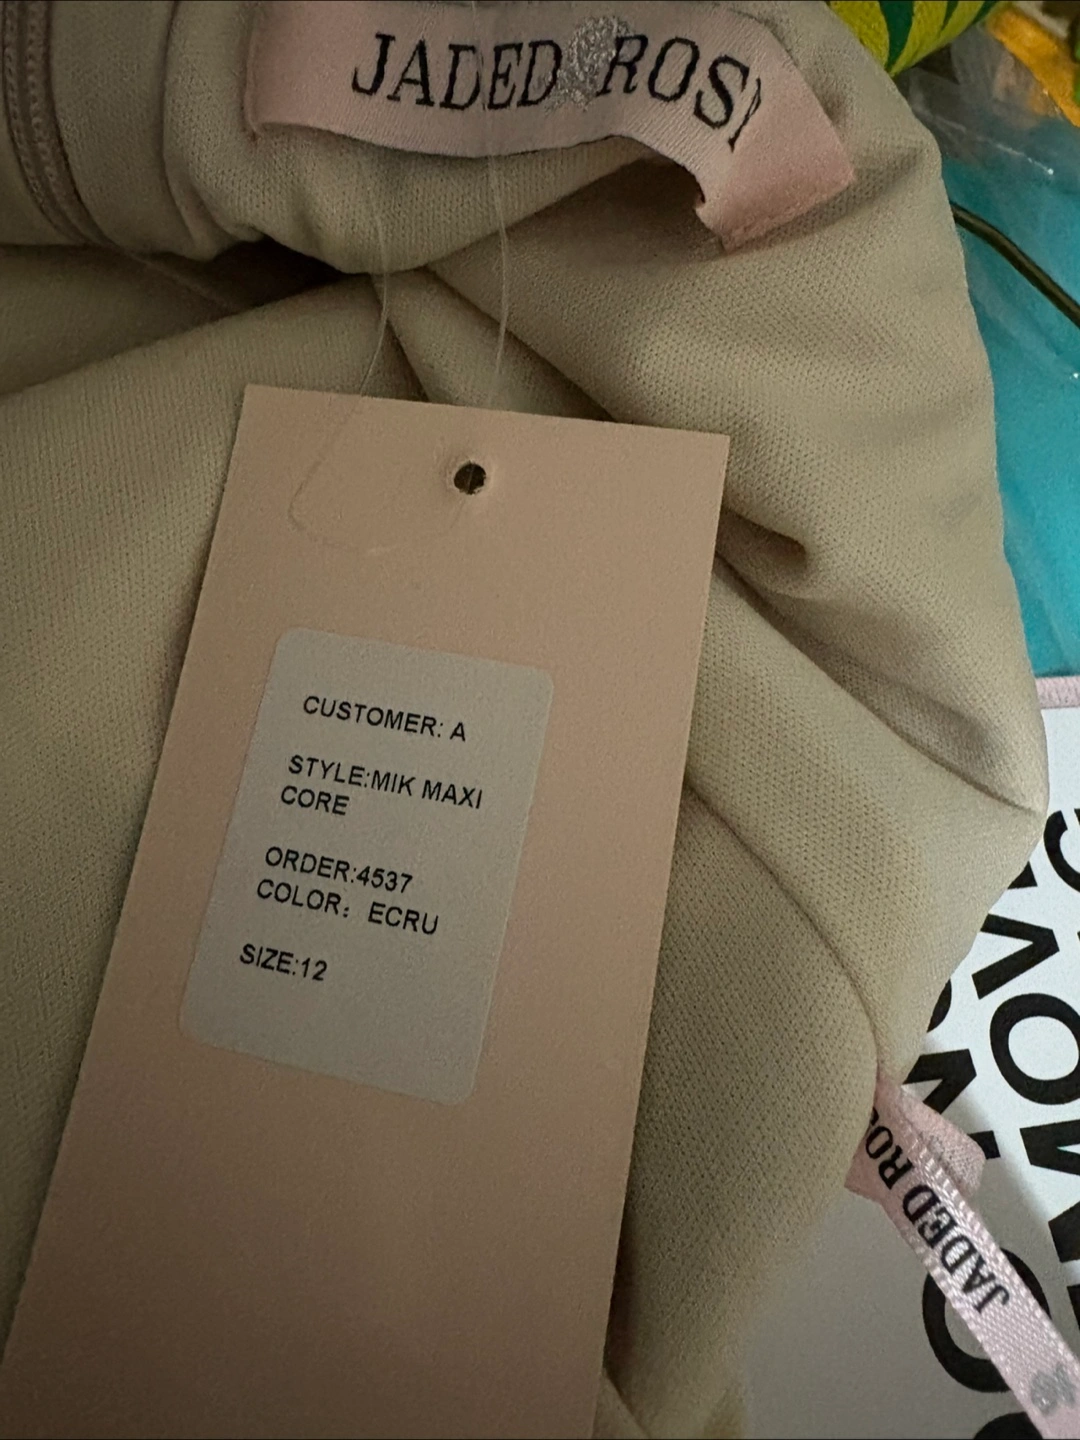 JADED ROS
CUSTOMER: A
STYLE:MIK MAXI
CORE
ORDER:4537
COLOR: ECRU
SIZE:12
JADED RO